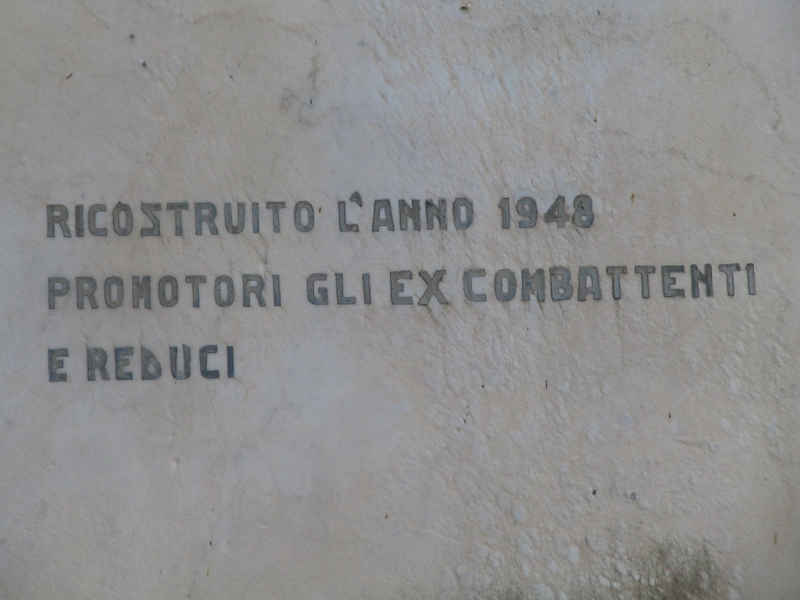 RICOSTRUITO L'ANNO 1948
PROMOTORI GLI EX COMBATTENTI
E REDUCI